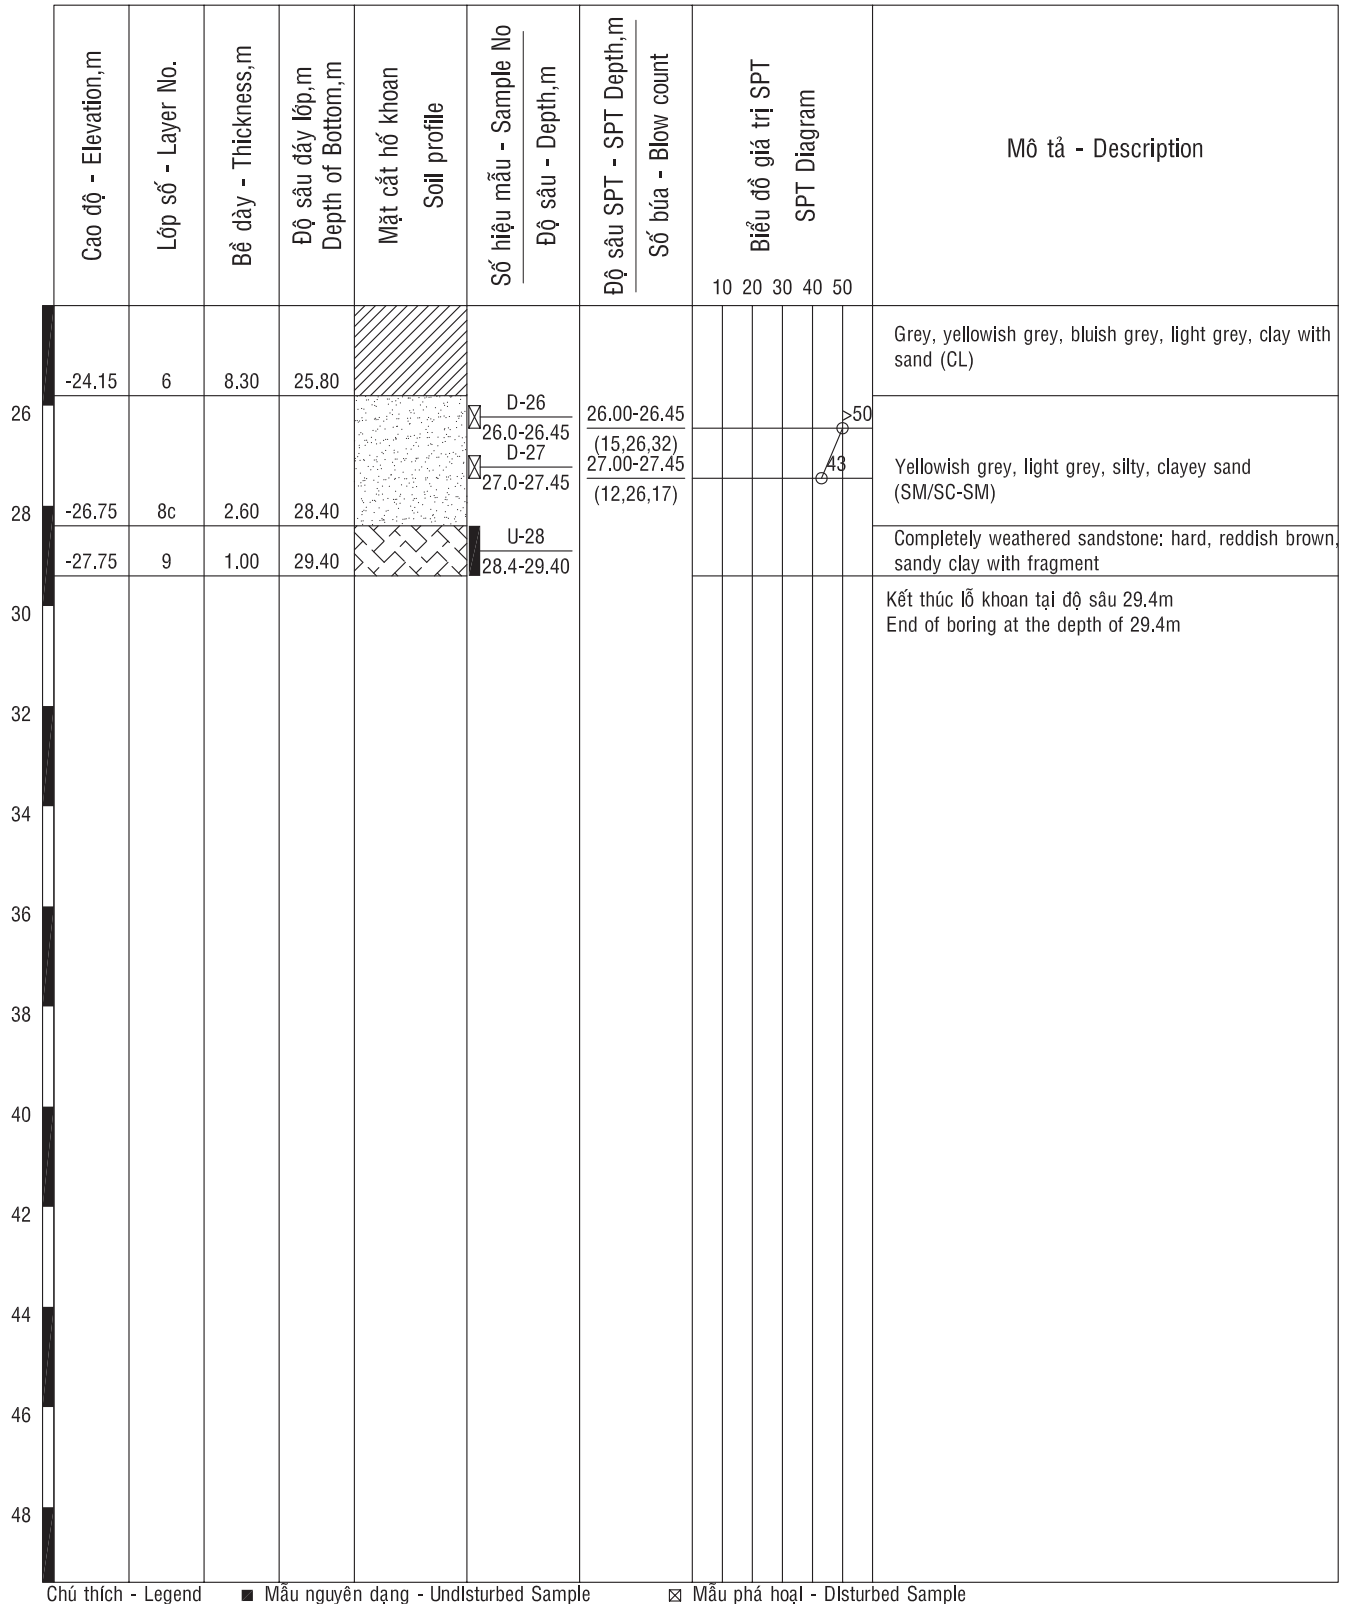 Cao độ - Elevation,m
Lớp số - Layer No.
Bề dày - Thickness,m
Độ sâu đáy lớp,m
Depth of Bottom,m
Mặt cắt hố khoan
Soil profile
Số hiệu mẫu - Sample No
Độ sâu - Depth,m
Độ sâu SPT - SPT Depth,m
Số búa - Blow count
Biểu đồ giá trị SPT
SPT Diagram
10 20 30 40 50
Mô tả - Description
Grey, yellowish grey, bluish grey, light grey, clay with
sand (CL)
-24.15 6 8.30 25.80
26
D-26
26.0-26.45
26.00-26.45
(15,26,32)
>50
D-27
27.0-27.45
27.00-27.45
(12,26,17)
43
Yellowish grey, light grey, silty, clayey sand
(SM/SC-SM)
28
-26.75 8c 2.60 28.40
U-28
28.4-29.40
Completely weathered sandstone: hard, reddish brown,
sandy clay with fragment
-27.75 9 1.00 29.40
30
Kết thúc lỗ khoan tại độ sâu 29.4m
End of boring at the depth of 29.4m
32
34
36
38
40
42
44
46
48
Chú thích - Legend Mẫu nguyên dạng - Undisturbed Sample Mẫu phá hoại - Disturbed Sample